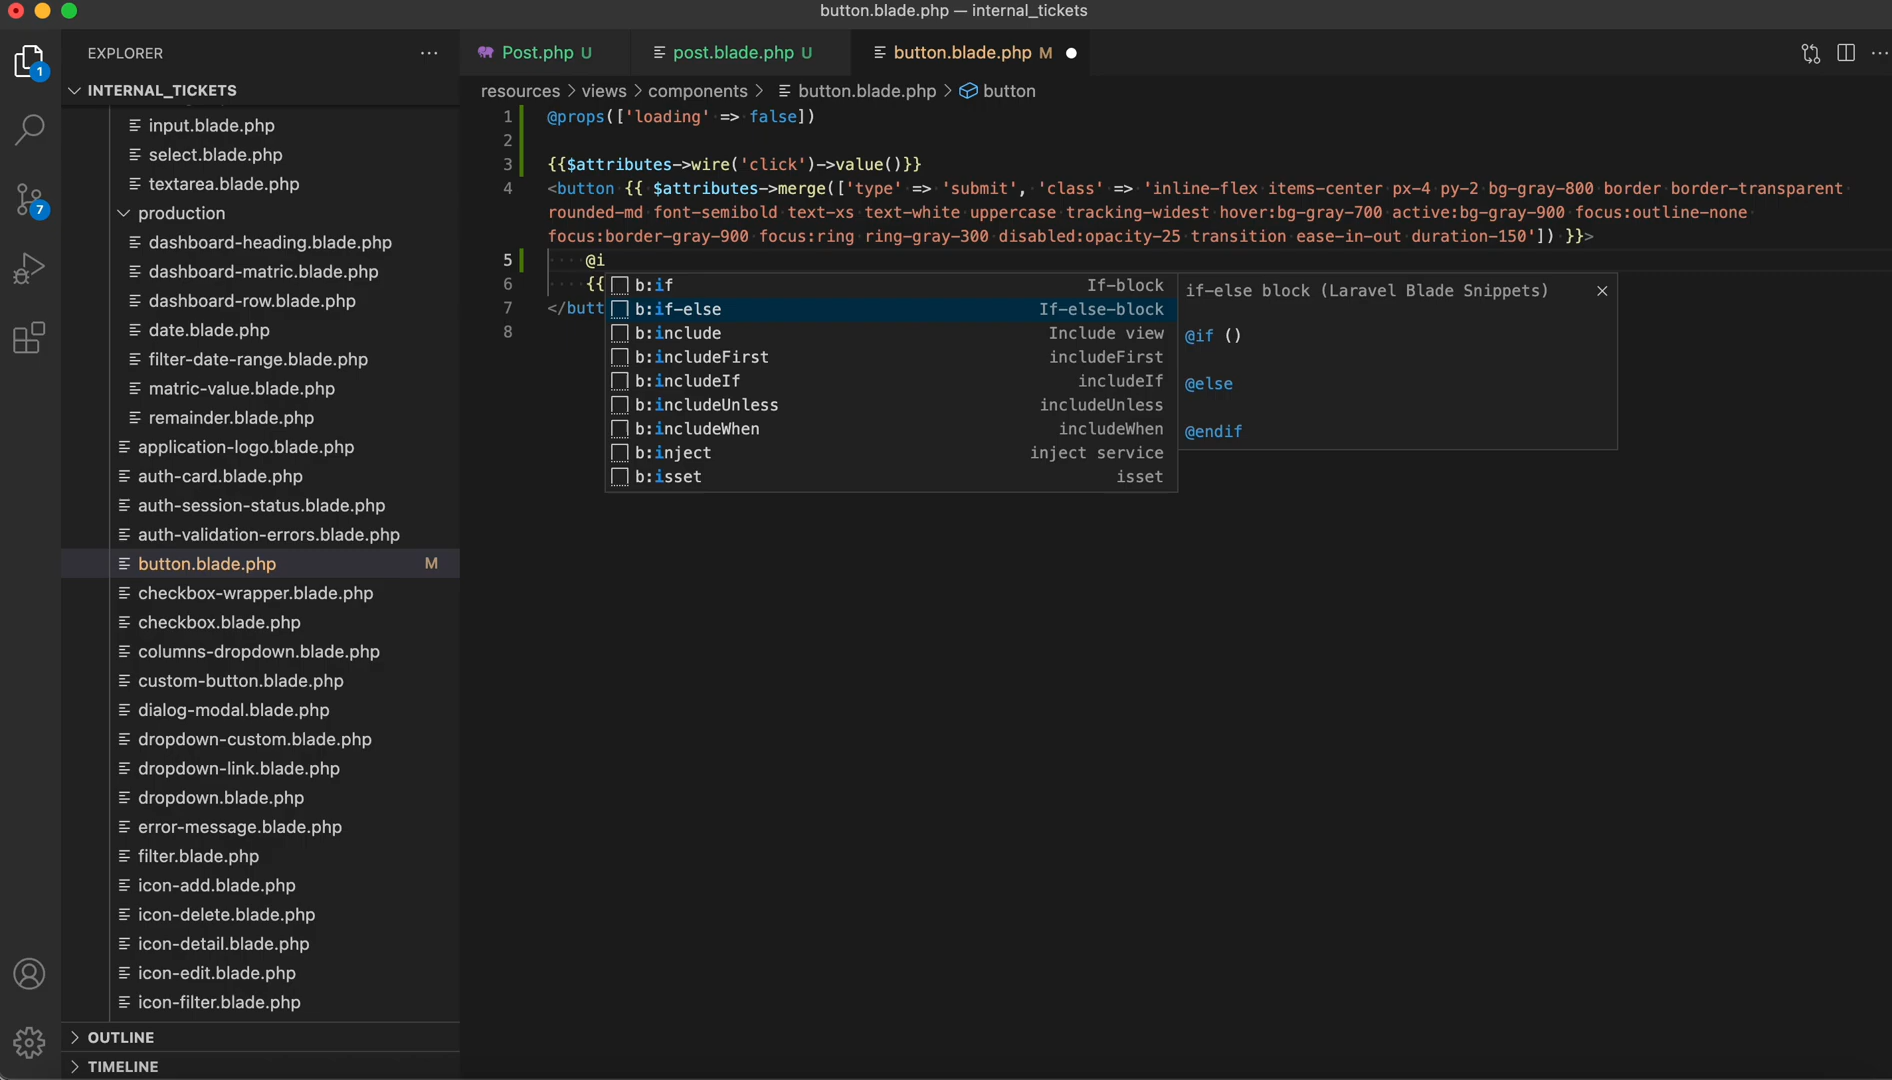 button.blade.php — internal_tickets
EXPLORER
Post.php U
post.blade.php U
button.blade.php M
1
INTERNAL_TICKETS
resources > views > components > button.blade.php > button
input.blade.php
select.blade.php
textarea.blade.php
production
dashboard-heading.blade.php
dashboard-matric.blade.php
dashboard-row.blade.php
date.blade.php
filter-date-range.blade.php
matric-value.blade.php
remainder.blade.php
application-logo.blade.php
auth-card.blade.php
auth-session-status.blade.php
auth-validation-errors.blade.php
button.blade.php M
checkbox-wrapper.blade.php
checkbox.blade.php
columns-dropdown.blade.php
custom-button.blade.php
dialog-modal.blade.php
dropdown-custom.blade.php
dropdown-link.blade.php
dropdown.blade.php
error-message.blade.php
filter.blade.php
icon-add.blade.php
icon-delete.blade.php
icon-detail.blade.php
icon-edit.blade.php
icon-filter.blade.php
OUTLINE
TIMELINE
7
1 @props(['loading' => false])
2
3 {{$attributes->wire('click')->value()}}
4 <button {{ $attributes->merge(['type' => 'submit', 'class' => 'inline-flex items-center px-4 py-2 bg-gray-800 border border-transparent
rounded-md font-semibold text-xs text-white uppercase tracking-widest hover:bg-gray-700 active:bg-gray-900 focus:outline-none
focus:border-gray-900 focus:ring ring-gray-300 disabled:opacity-25 transition ease-in-out duration-150']) }}>
5 @i
6 {{
7 </butt
8
b:if If-block
b:if-else If-else-block
b:include Include view
b:includeFirst includeFirst
b:includeIf includeIf
b:includeUnless includeUnless
b:includeWhen includeWhen
b:inject inject service
b:isset isset
if-else block (Laravel Blade Snippets)
@if ()
@else
@endif